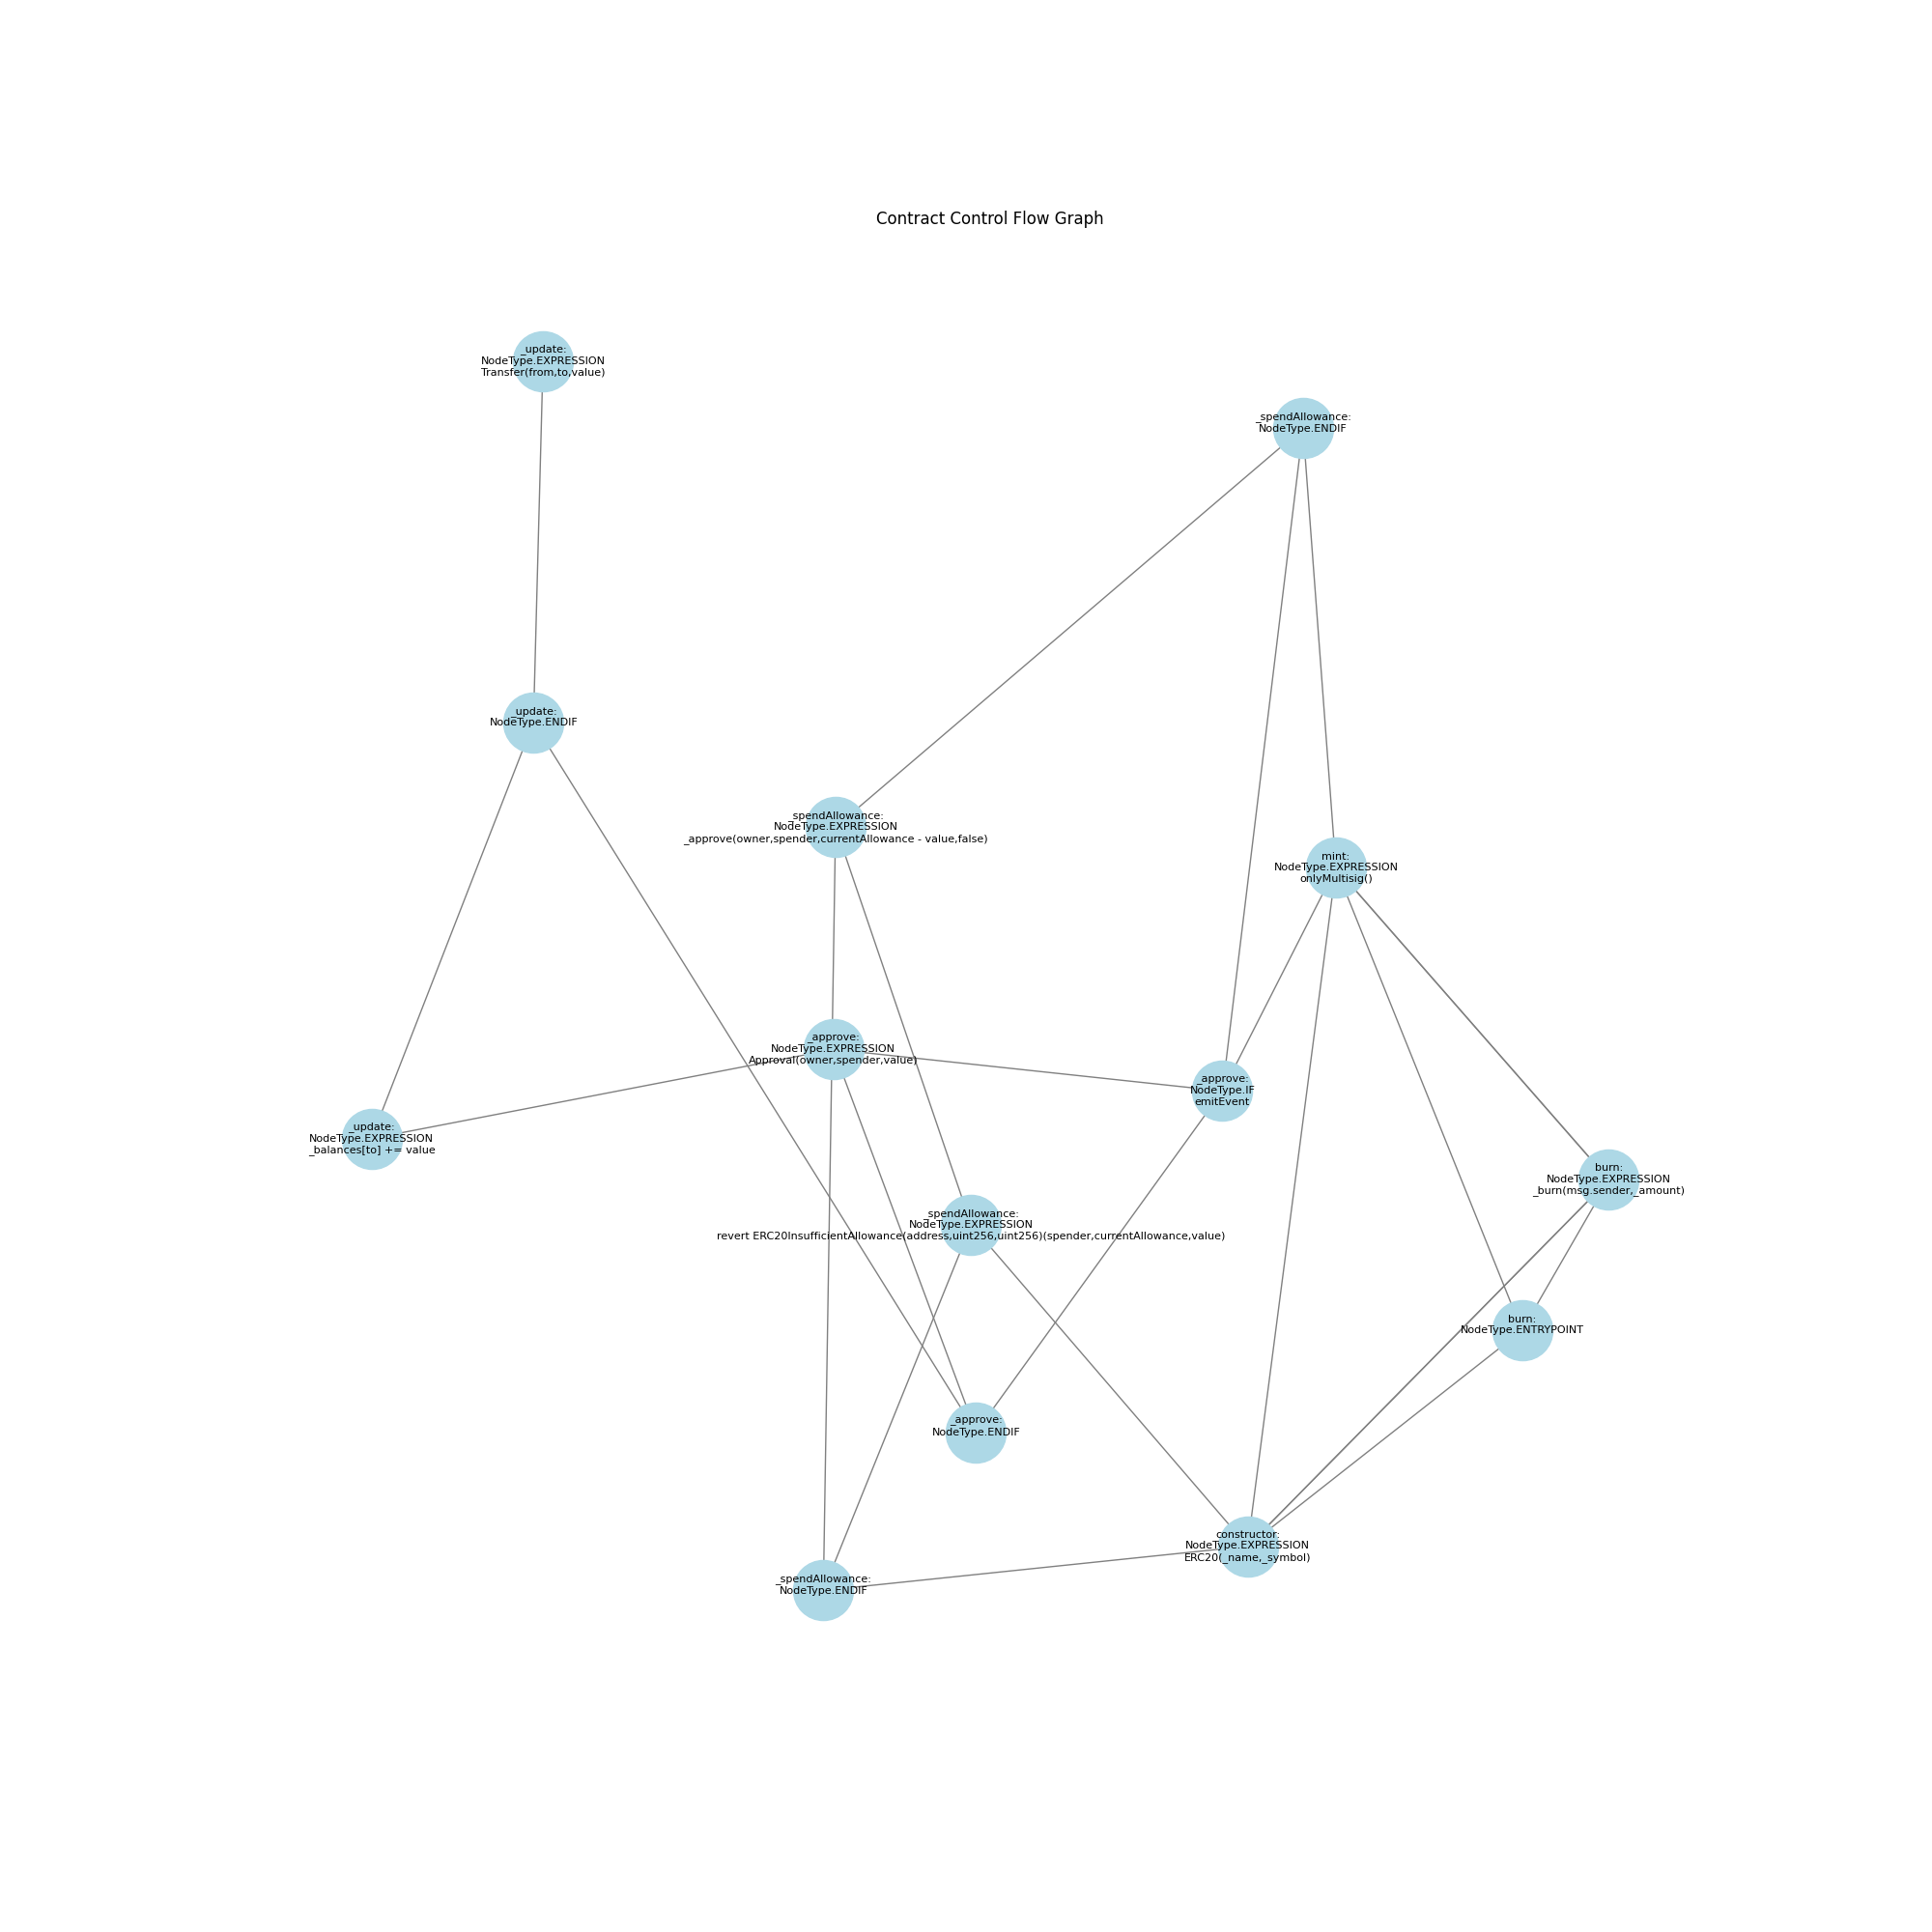 Contract Control Flow Graph
_update:
NodeType.EXPRESSION
Transfer(from,to,value)
_spendAllowance:
NodeType.ENDIF
_update:
NodeType.ENDIF
_spendAllowance:
NodeType.EXPRESSION
_approve(owner,spender,currentAllowance - value,false)
mint:
NodeType.EXPRESSION
onlyMultisig()
_approve:
NodeType.EXPRESSION
Approval(owner,spender,value)
_approve:
NodeType.IF
emitEvent
_update:
NodeType.EXPRESSION
_balances[to] += value
burn:
NodeType.EXPRESSION
_burn(msg.sender,_amount)
_spendAllowance:
NodeType.EXPRESSION
revert ERC20InsufficientAllowance(address,uint256,uint256)(spender,currentAllowance,value)
burn:
NodeType.ENTRYPOINT
_approve:
NodeType.ENDIF
constructor:
NodeType.EXPRESSION
ERC20(_name,_symbol)
_spendAllowance:
NodeType.ENDIF